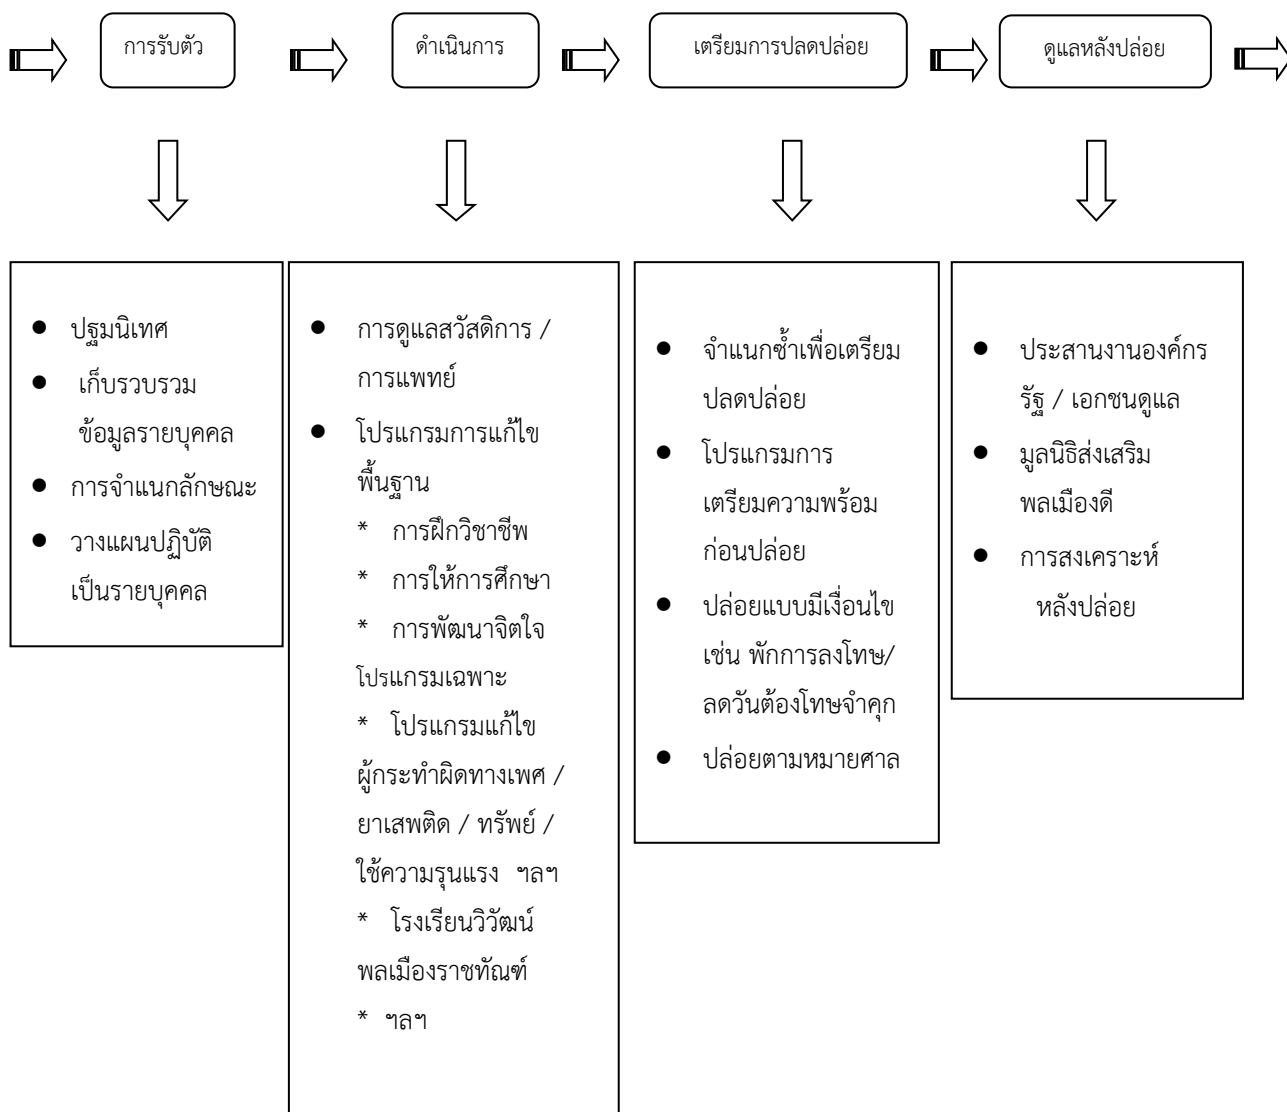 การรับตัว
ดำเนินการ
เตรียมการปลดปล่อย
ดูแลหลังปล่อย
● ปฐมนิเทศ
● เก็บรวบรวม
ข้อมูลรายบุคคล
● การจำแนกลักษณะ
● วางแผนปฏิบัติ
เป็นรายบุคคล
● การดูแลสวัสดิการ /
การแพทย์
● โปรแกรมการแก้ไข
พื้นฐาน
* การฝึกวิชาชีพ
* การให้การศึกษา
* การพัฒนาจิตใจ
โปรแกรมเฉพาะ
* โปรแกรมแก้ไข
ผู้กระทำผิดทางเพศ /
ยาเสพติด / ทรัพย์ /
ใช้ความรุนแรง ฯลฯ
* โรงเรียนวิวัฒน์
พลเมืองราชทัณฑ์
* ฯลฯ
● จำแนกซ้ำเพื่อเตรียม
ปลดปล่อย
● โปรแกรมการ
เตรียมความพร้อม
ก่อนปล่อย
● ปล่อยแบบมีเงื่อนไข
เช่น พักการลงโทษ/
ลดวันต้องโทษจำคุก
● ปล่อยตามหมายศาล
● ประสานงานองค์กร
รัฐ / เอกชนดูแล
● มูลนิธิส่งเสริม
พลเมืองดี
● การสงเคราะห์
หลังปล่อย